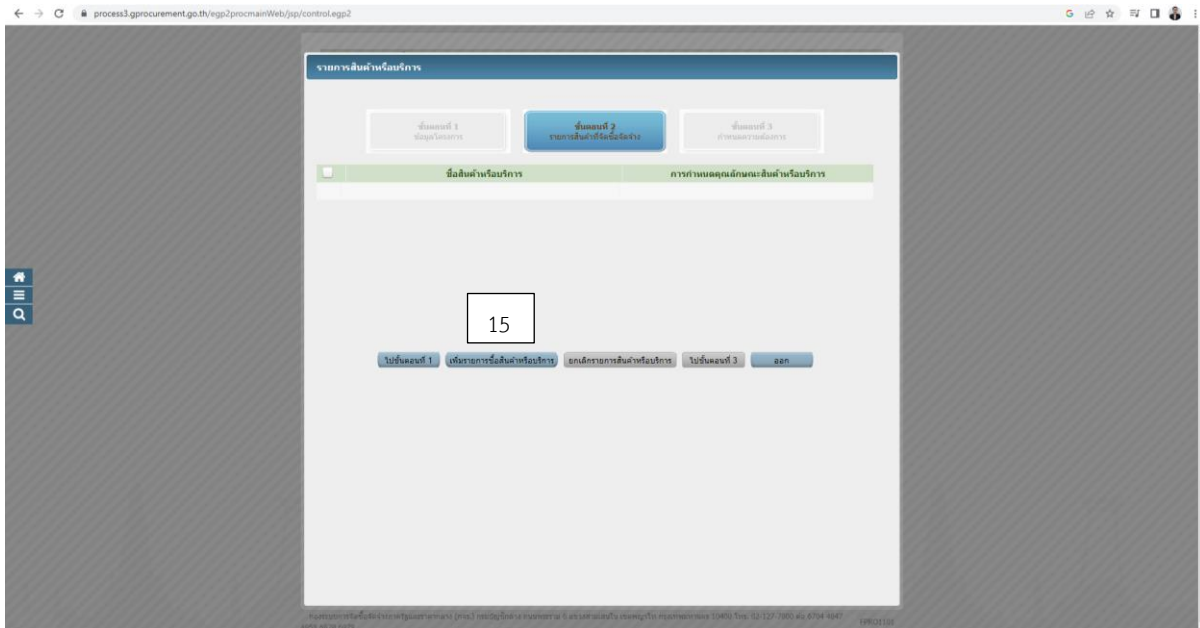 process3.gprocurement.go.th/egp2procmainWeb/jsp/control.egp2
รายการสินค้าหรือบริการ
ขั้นตอนที่ 1
ข้อมูลโครงการ
ขั้นตอนที่ 2
รายการสินค้าที่จัดซื้อจัดจ้าง
ขั้นตอนที่ 3
กำหนดความต้องการ
ชื่อสินค้าหรือบริการ การกำหนดคุณลักษณะสินค้าหรือบริการ
15
ไปขั้นตอนที่ 1 เพิ่มรายการชื่อสินค้าหรือบริการ ยกเลิกรายการสินค้าหรือบริการ ไปขั้นตอนที่ 3 ออก